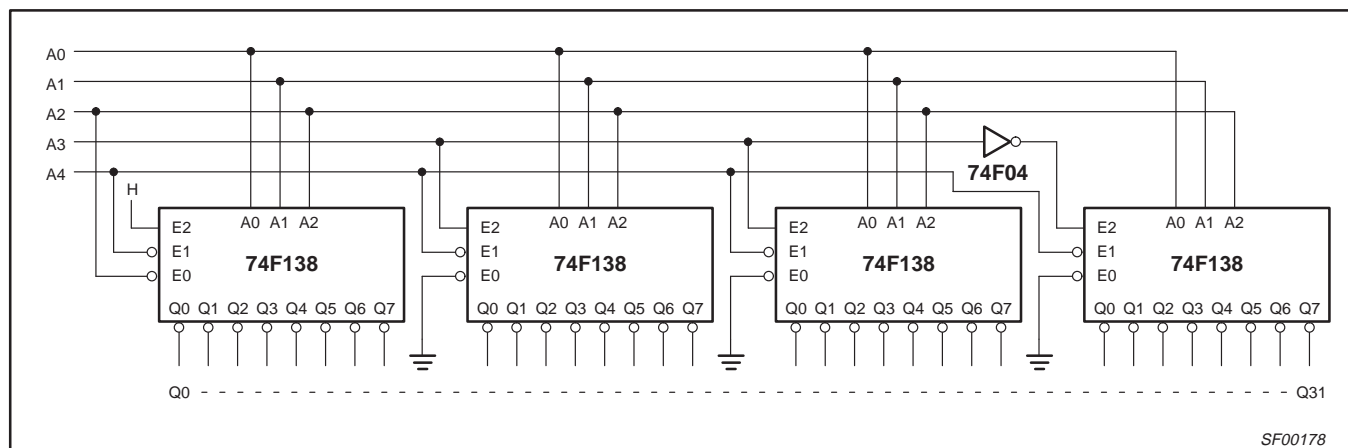 A0
A1
A2
A3
A4
H
74F04
A0 A1 A2
E2
E1
E0
74F138
Q0 Q1 Q2 Q3 Q4 Q5 Q6 Q7
A0 A1 A2
E2
E1
E0
74F138
Q0 Q1 Q2 Q3 Q4 Q5 Q6 Q7
A0 A1 A2
E2
E1
E0
74F138
Q0 Q1 Q2 Q3 Q4 Q5 Q6 Q7
A0 A1 A2
E2
E1
E0
74F138
Q0 Q1 Q2 Q3 Q4 Q5 Q6 Q7
Q0 Q31
SF00178